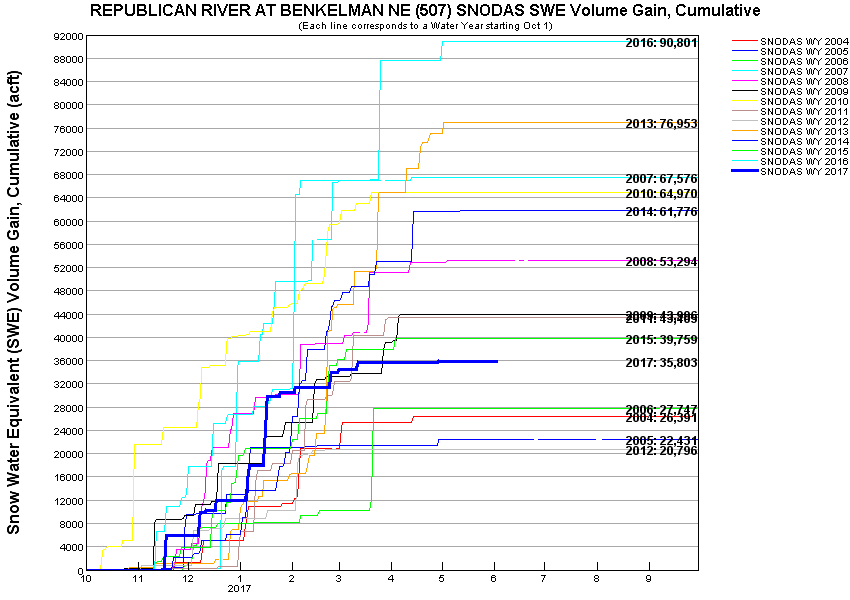 REPUBLICAN RIVER AT BENKELMAN NE (507) SNODAS SWE Volume Gain, Cumulative
(Each line corresponds to a Water Year starting Oct 1)
Snow Water Equivalent (SWE) Volume Gain, Cumulative (acft)
92000
88000
84000
80000
76000
72000
68000
64000
60000
56000
52000
48000
44000
40000
36000
32000
28000
24000
20000
16000
12000
8000
4000
0
2016: 90,801
2013: 76,953
2007: 67,576
2010: 64,970
2014: 61,776
2008: 53,294
2011: 43,405
2015: 39,759
2017: 35,803
2006: 27,747
2004: 26,391
2005: 22,431
2012: 20,796
10 11 12 1 2 3 4 5 6 7 8 9
2017
SNODAS WY 2004
SNODAS WY 2005
SNODAS WY 2006
SNODAS WY 2007
SNODAS WY 2008
SNODAS WY 2009
SNODAS WY 2010
SNODAS WY 2011
SNODAS WY 2012
SNODAS WY 2013
SNODAS WY 2014
SNODAS WY 2015
SNODAS WY 2016
SNODAS WY 2017